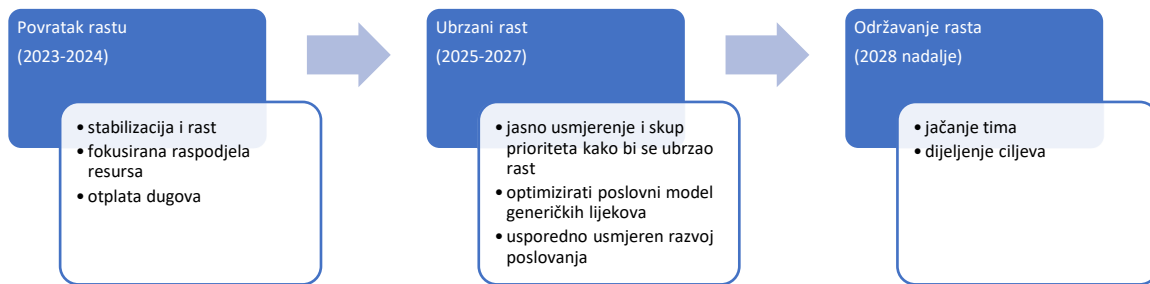 Povratak rastu
(2023-2024)
• stabilizacija i rast
• fokusirana raspodjela
resursa
• otplata dugova
Ubrzani rast
(2025-2027)
• jasno usmjerenje i skup
prioriteta kako bi se ubrzao
rast
• optimizirati poslovni model
generičkih lijekova
• usporedno usmjeren razvoj
poslovanja
Održavanje rasta
(2028 nadalje)
• jačanje tima
• dijeljenje ciljeva